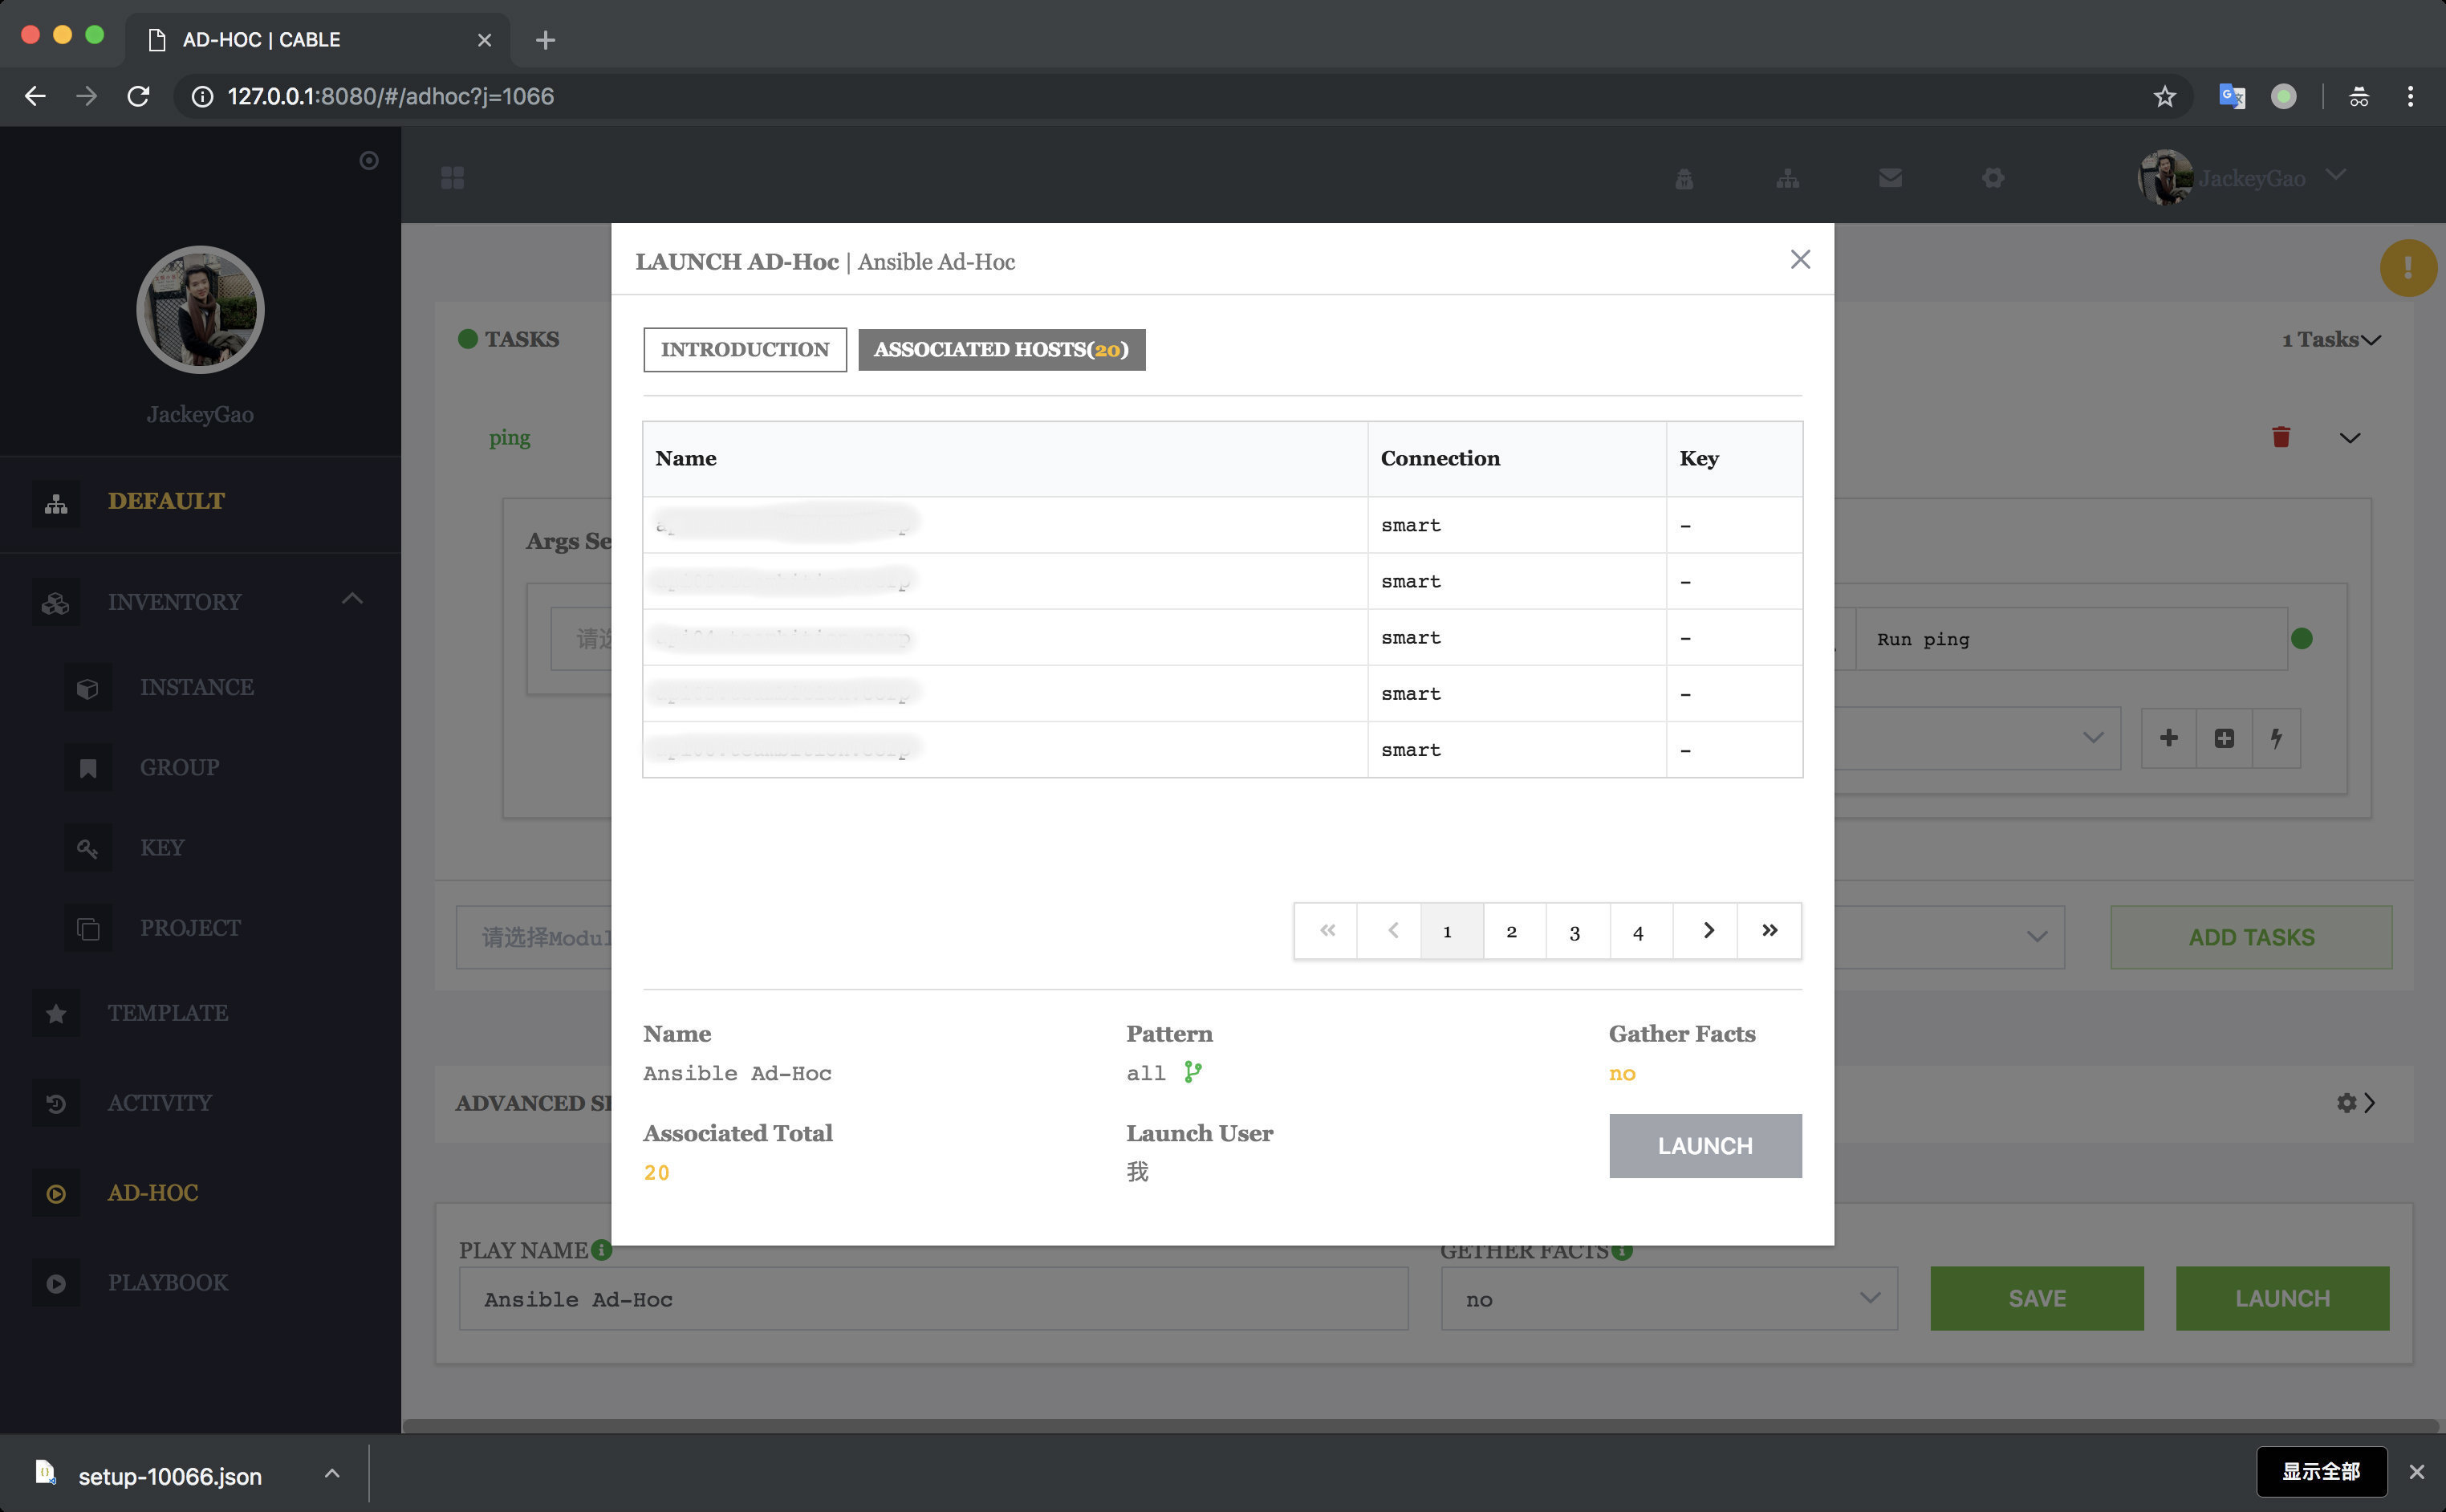 AD-HOC | CABLE
127.0.0.1:8080/#/adhoc?j=1066
JackeyGao
LAUNCH AD-Hoc | Ansible Ad-Hoc
TASKS
1 Tasks
INTRODUCTION
ASSOCIATED HOSTS(20)
JackeyGao
ping
Name
Connection
Key
DEFAULT
Args Se
smart
-
smart
-
INVENTORY
smart
-
请选
Run ping
INSTANCE
smart
-
smart
-
GROUP
KEY
PROJECT
请选择Modul
« 1 2 3 4 »
ADD TASKS
TEMPLATE
Name
Pattern
Gather Facts
Ansible Ad-Hoc
all
no
ACTIVITY
ADVANCED SE
Associated Total
Launch User
LAUNCH
20
我
AD-HOC
PLAY NAME
GETHER FACTS
PLAYBOOK
Ansible Ad-Hoc
no
SAVE
LAUNCH
setup-10066.json
显示全部